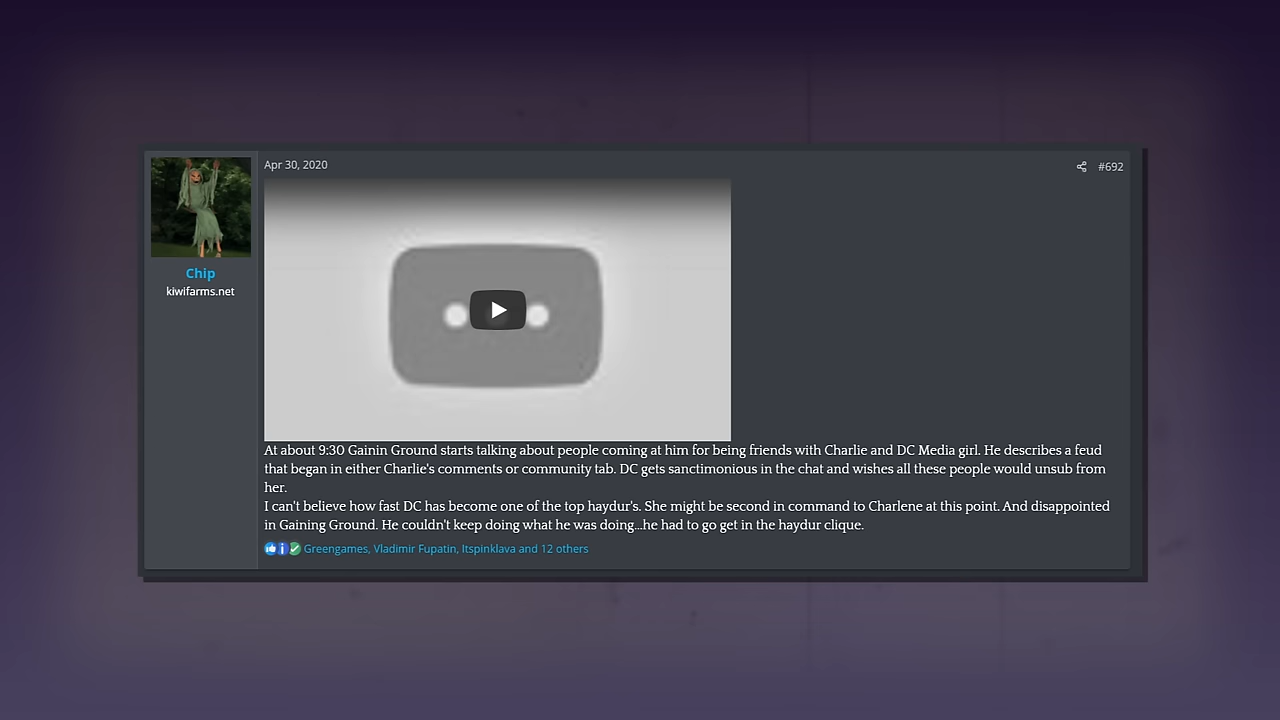 Apr 30, 2020
#692
Chip
kiwifarms.net
At about 9:30 Gainin Ground starts talking about people coming at him for being friends with Charlie and DC Media girl. He describes a feud
that began in either Charlie's comments or community tab. DC gets sanctimonious in the chat and wishes all these people would unsub from
her.
I can't believe how fast DC has become one of the top haydur's. She might be second in command to Charlene at this point. And disappointed
in Gaining Ground. He couldn't keep doing what he was doing...he had to go get in the haydur clique.
Greengames, Vladimir Fupatin, Itspinklava and 12 others